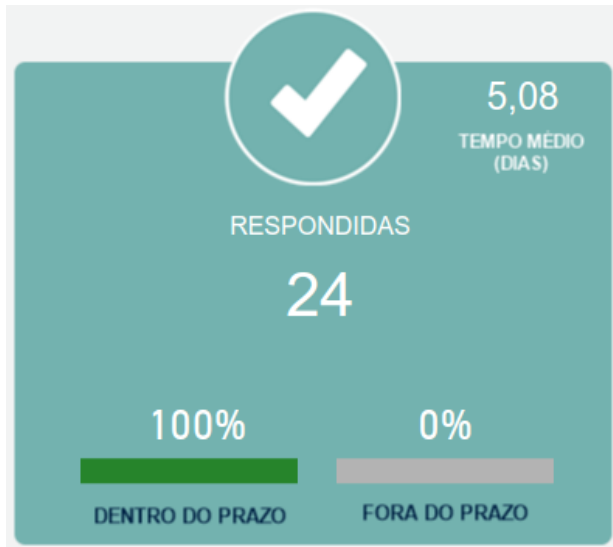 5,08
TEMPO MÉDIO
(DIAS)
RESPONDIDAS
24
100%
0%
DENTRO DO PRAZO
FORA DO PRAZO